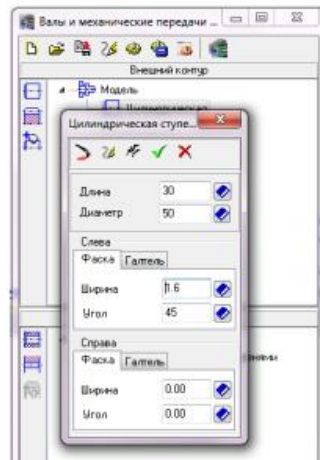 Валы и механические передачи ...
Внешний контур
Модель
Цилиндрическая
Цилиндрическая ступе...
Длина 30
Диаметр 50
Слева
Фаска Галтель
Ширина 1.6
Угол 45
Справа
Фаска Галтель
Ширина 0.00
Угол 0.00